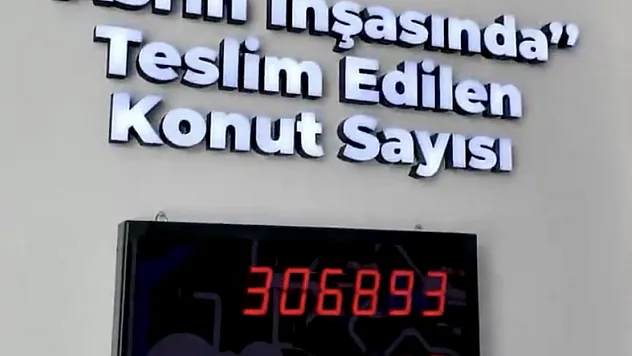 İnşasında”
Teslim Edilen
Konut Sayısı
306893